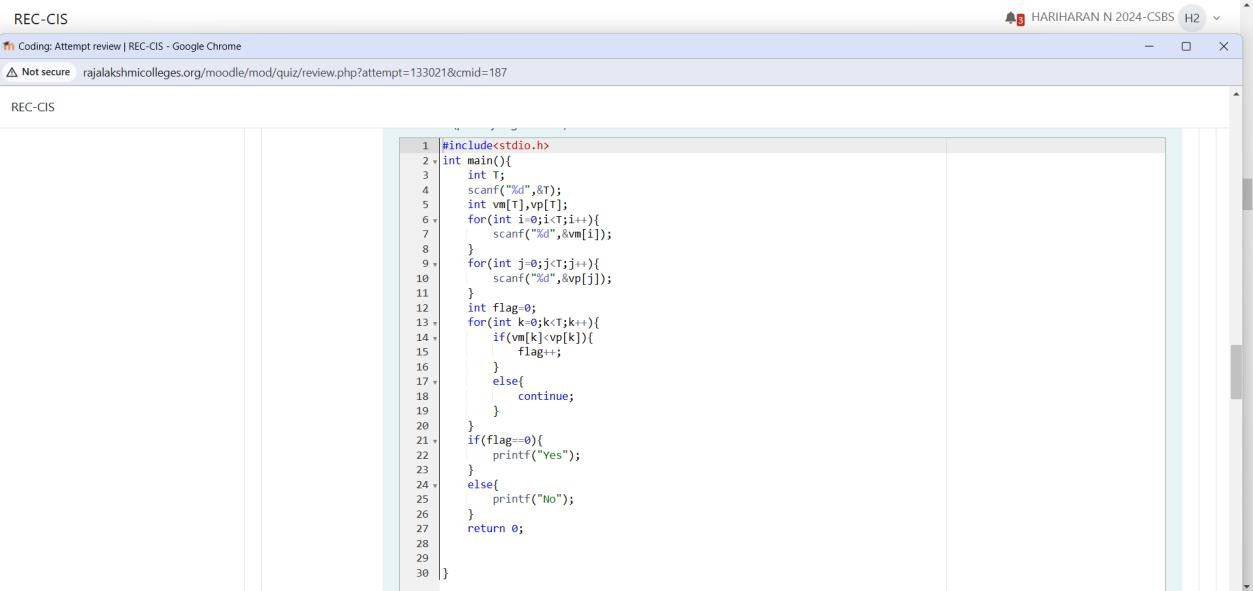 REC-CIS
3 HARIHARAN N 2024-CSBS H2
Coding: Attempt review | REC-CIS - Google Chrome
Not secure rajalakshmicolleges.org/moodle/mod/quiz/review.php?attempt=133021&cmid=187
REC-CIS
1 #include<stdio.h>
2 int main(){
3 int T;
4 scanf("%d",&T);
5 int vm[T],vp[T];
6 for(int i=0;i<T;i++){
7 scanf("%d",&vm[i]);
8 }
9 for(int j=0;j<T;j++){
10 scanf("%d",&vp[j]);
11 }
12 int flag=0;
13 for(int k=0;k<T;k++){
14 if(vm[k]<vp[k]){
15 flag++;
16 }
17 else{
18 continue;
19 }
20 }
21 if(flag==0){
22 printf("Yes");
23 }
24 else{
25 printf("No");
26 }
27 return 0;
28
29
30 }